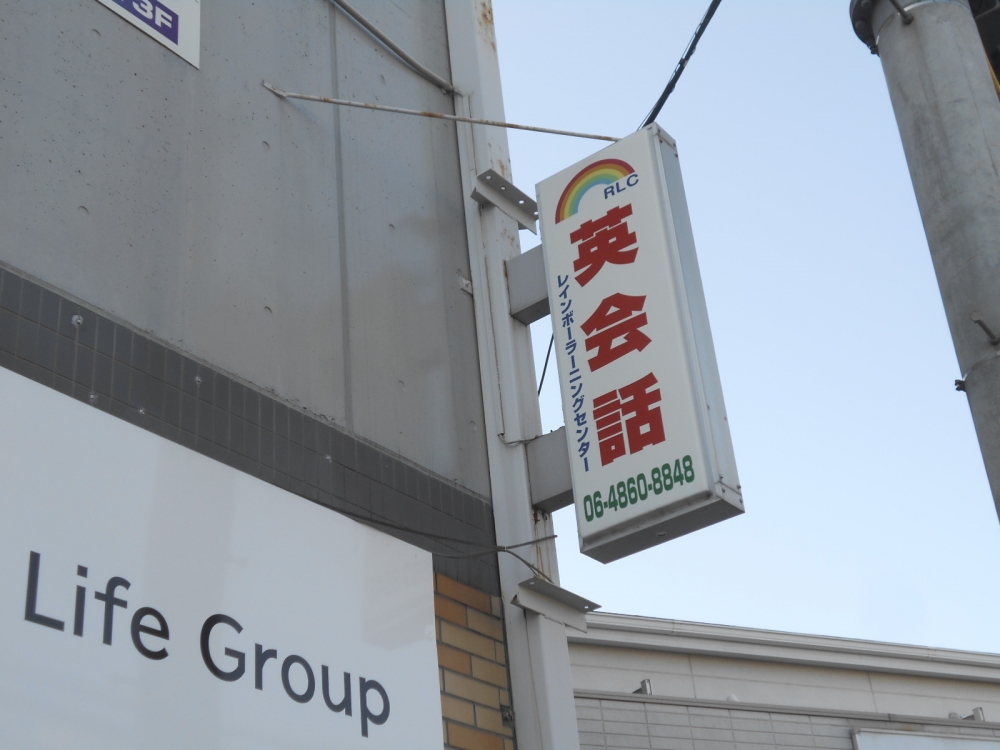 3F
RLC
英会話
レインボーラーニングセンター
06-4860-8848
Life Group